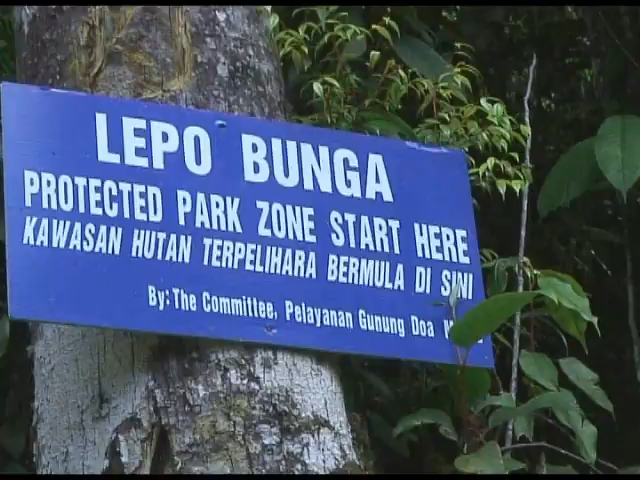 LEPO BUNGA
PROTECTED PARK ZONE START HERE
KAWASAN HUTAN TERPELIHARA BERMULA DI SINI
By: The Committee, Pelayanan Gunung Doa